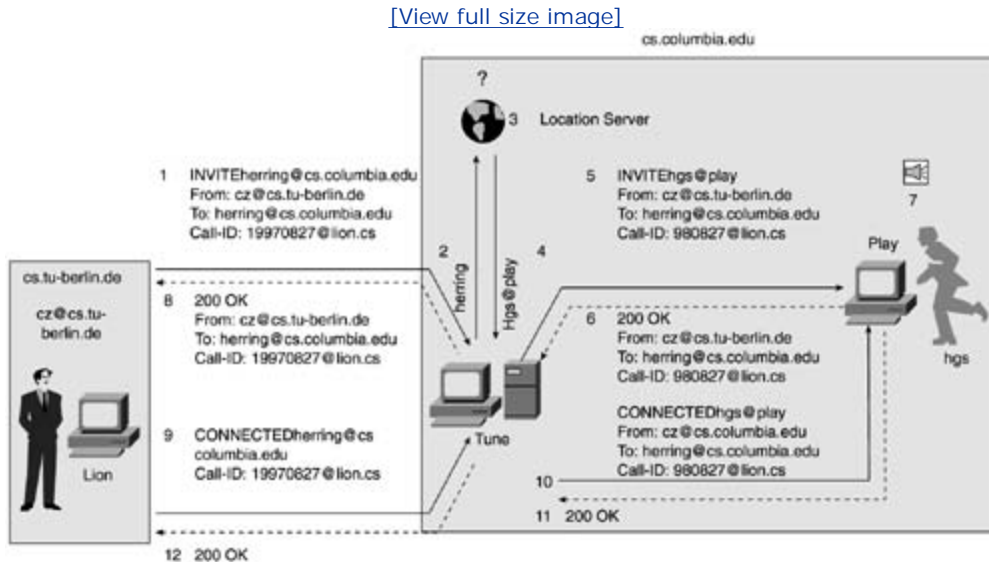 [View full size image]
cs.columbia.edu
?
3 Location Server
1 INVITEherring@cs.columbia.edu
From: cz@cs.tu-berlin.de
To: herring@cs.columbia.edu
Call-ID: 19970827@lion.cs
5 INVITEhgs@play
From: cz@cs.tu-berlin.de
To: herring@cs.columbia.edu
Call-ID: 980827@lion.cs
7
Play
hgs
2
herring
Hgs@play
4
cs.tu-berlin.de
cz@cs.tu-
berlin.de
Lion
8 200 OK
From: cz@cs.tu-berlin.de
To: herring@cs.columbia.edu
Call-ID: 19970827@lion.cs
6 200 OK
From: cz@cs.tu-berlin.de
To: herring@cs.columbia.edu
Call-ID: 980827@lion.cs
Tune
9 CONNECTEDherring@cs
columbia.edu
Call-ID: 19970827@lion.cs
CONNECTEDhgs@play
From: cz@cs.columbia.edu
To: herring@cs.columbia.edu
Call-ID: 980827@lion.cs
10
11 200 OK
12 200 OK